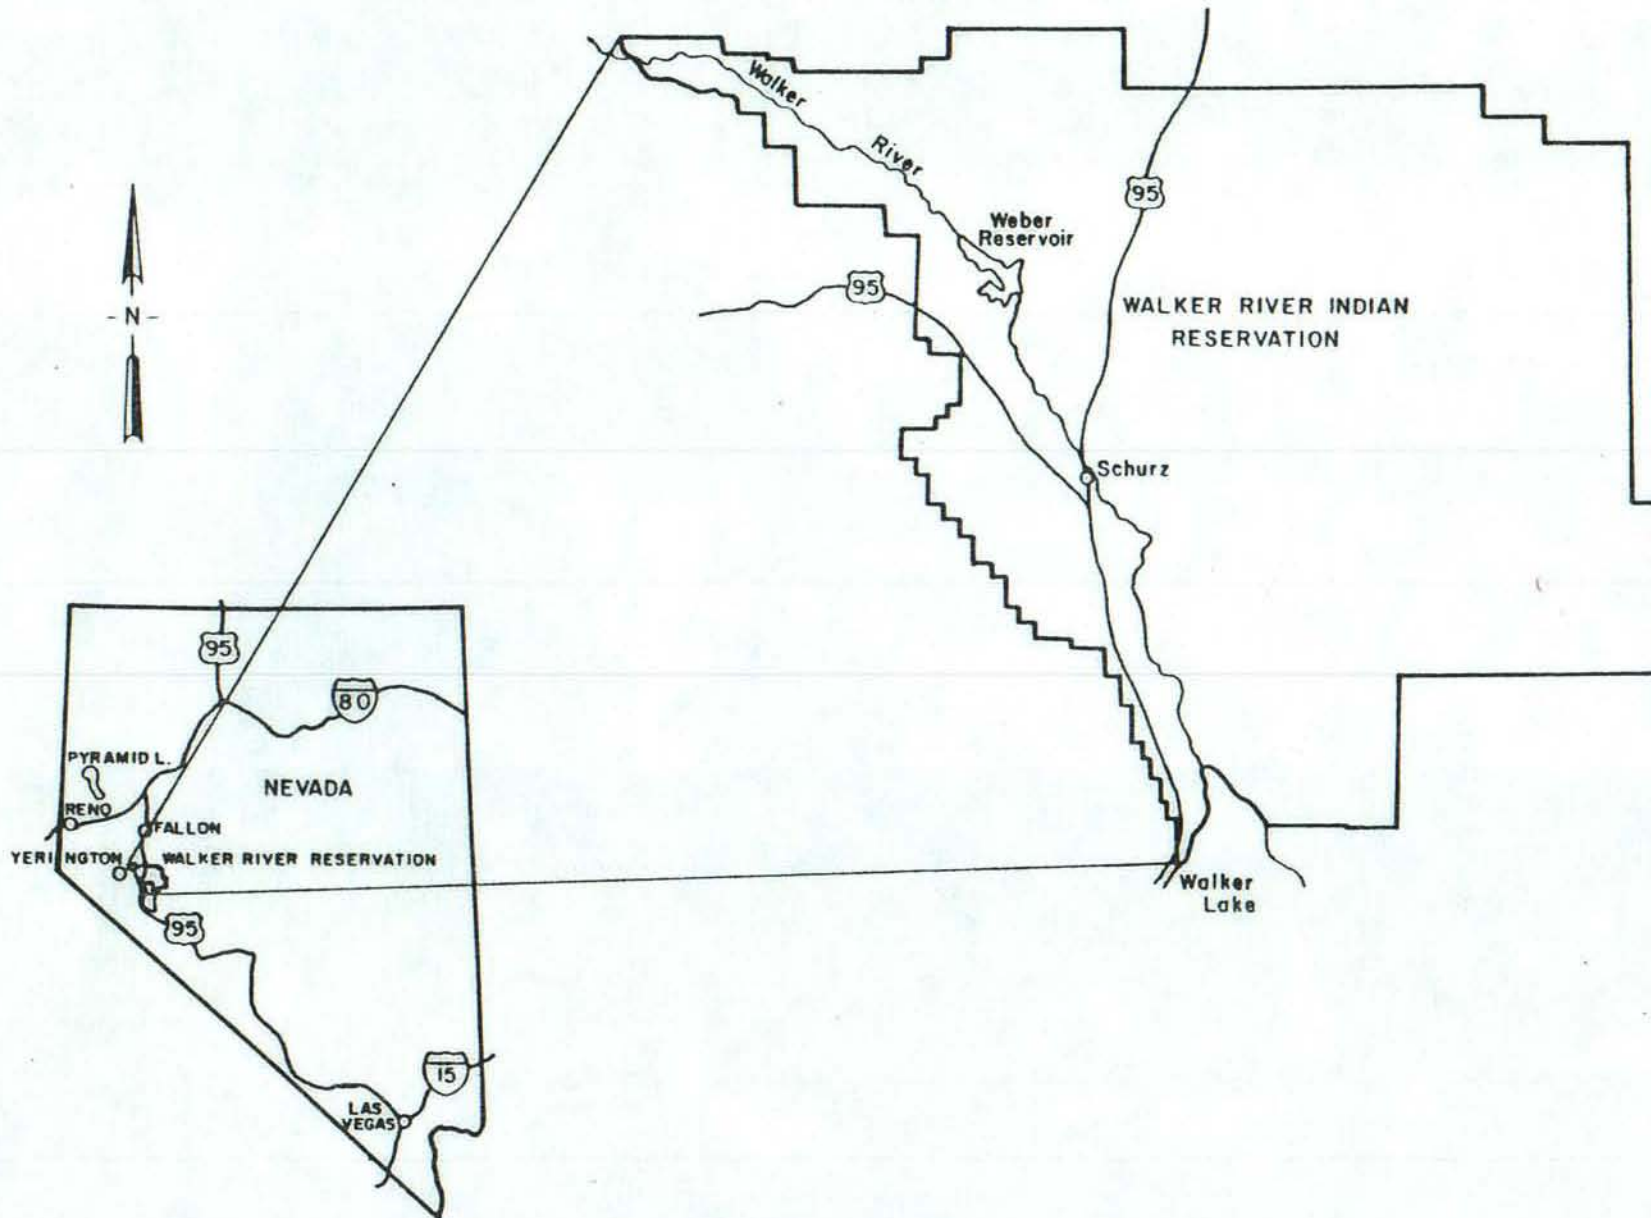 Walker
River
95
Weber
Reservoir
95
WALKER RIVER INDIAN
RESERVATION
N
Schurz
95
80
PYRAMID L.
NEVADA
RENO
FALLON
YERINGTON
WALKER RIVER RESERVATION
Walker
Lake
95
15
LAS
VEGAS